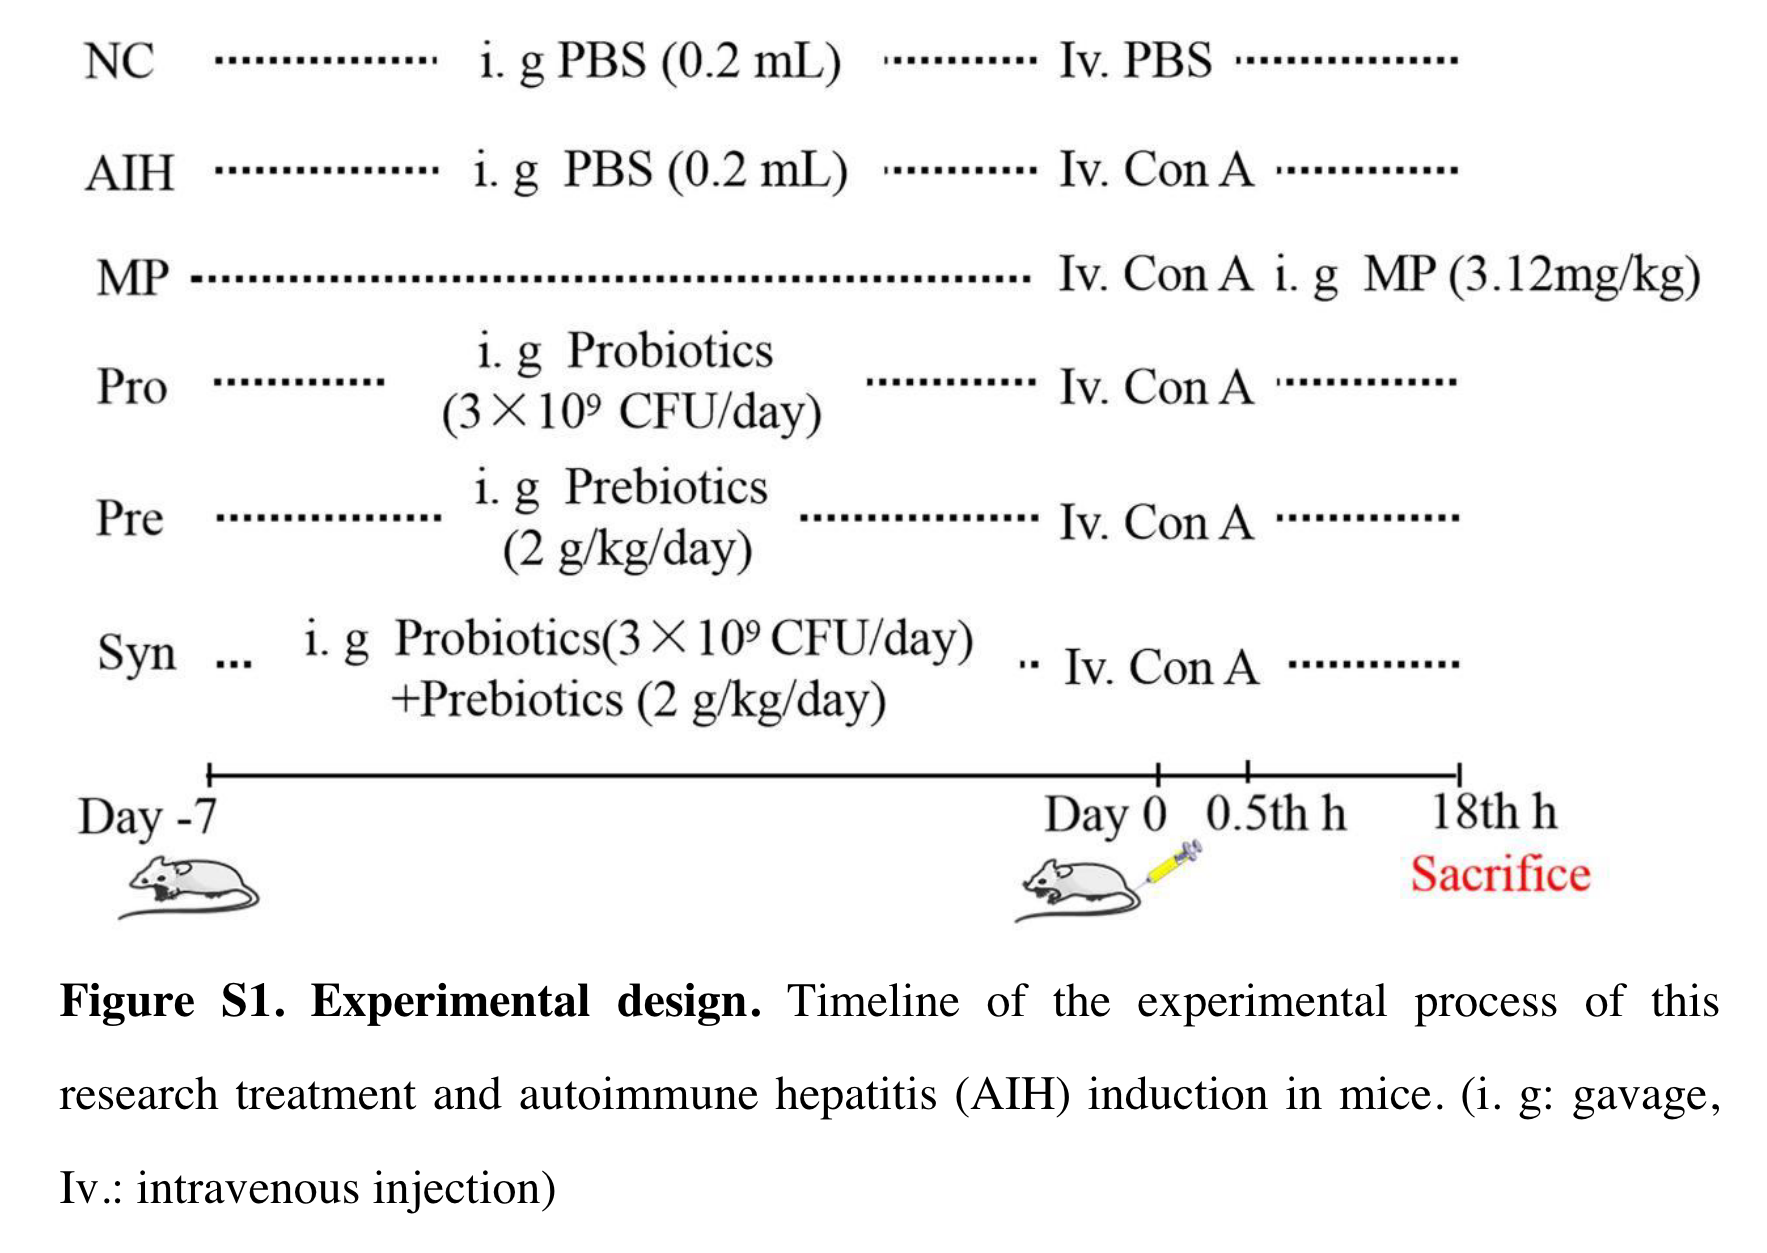 NC i. g PBS (0.2 mL) Iv. PBS
AIH i. g PBS (0.2 mL) Iv. Con A
MP Iv. Con A i. g MP (3.12mg/kg)
i. g Probiotics
Pro (3×10⁹ CFU/day) Iv. Con A
i. g Prebiotics
Pre (2 g/kg/day) Iv. Con A
Syn i. g Probiotics(3×10⁹ CFU/day) Iv. Con A
+Prebiotics (2 g/kg/day)
Day -7 Day 0 0.5th h 18th h
Sacrifice
Figure S1. Experimental design. Timeline of the experimental process of this
research treatment and autoimmune hepatitis (AIH) induction in mice. (i. g: gavage,
Iv.: intravenous injection)